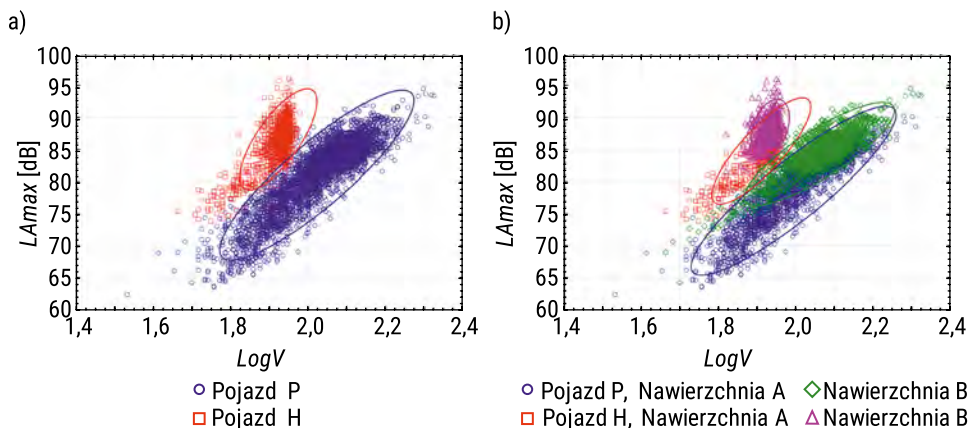 a)
b)
LAmax [dB]
100
95
90
85
80
75
70
65
60
1,4
1,6
1,8
2,0
2,2
2,4
LogV
Pojazd P
Pojazd H
LAmax [dB]
100
95
90
85
80
75
70
65
60
1,4
1,6
1,8
2,0
2,2
2,4
LogV
Pojazd P, Nawierzchnia A
Nawierzchnia B
Pojazd H, Nawierzchnia A
Nawierzchnia B